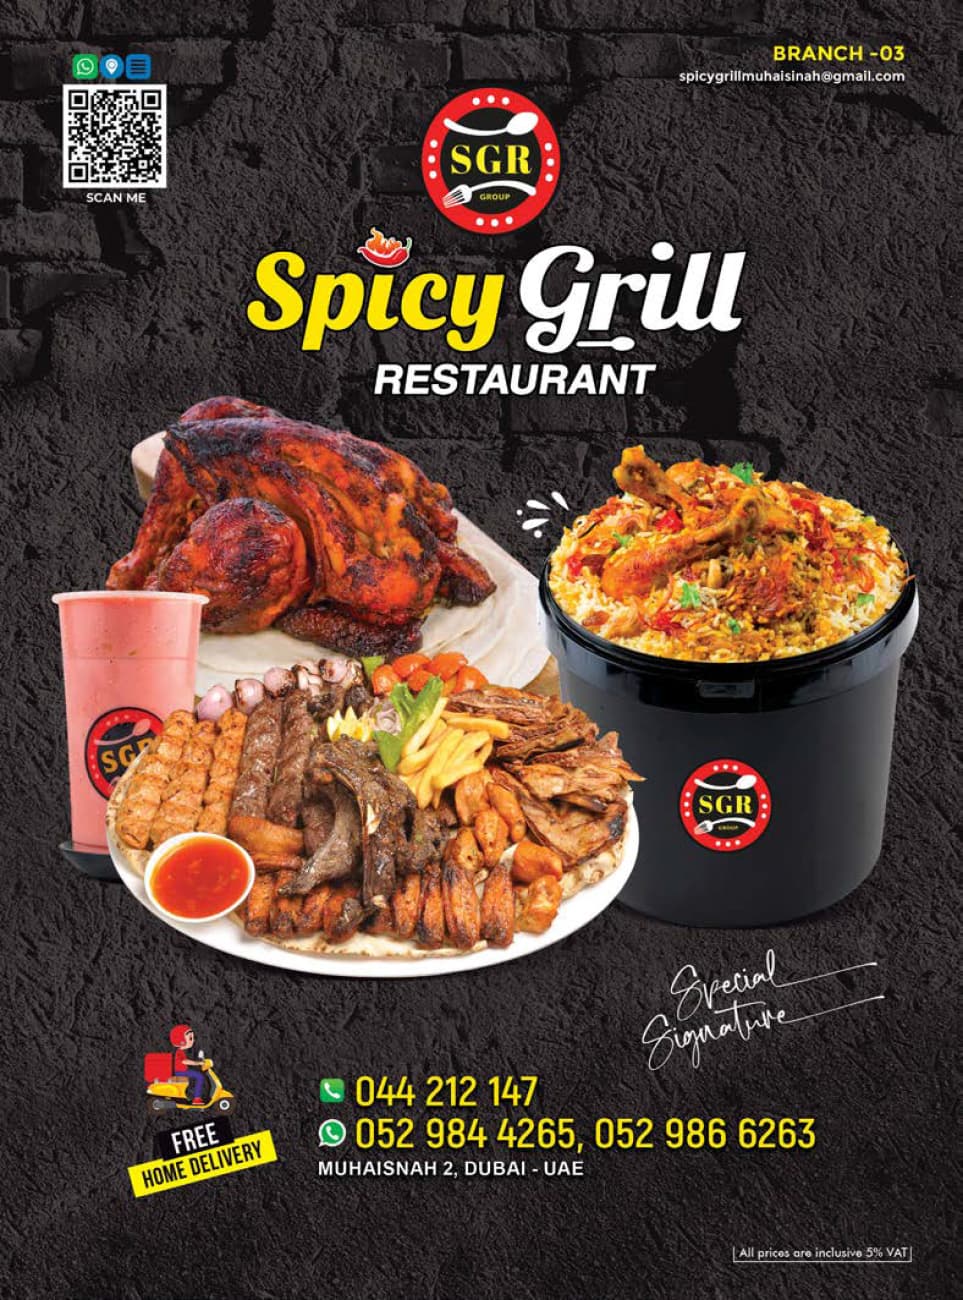 BRANCH -03
spicygrillmuhaisinah@gmail.com
SCAN ME
SGR
GROUP
Spicy Grill
RESTAURANT
SGR
SGR
GROUP
Special
Signature
FREE
HOME DELIVERY
044 212 147
052 984 4265, 052 986 6263
MUHAISNAH 2, DUBAI - UAE
All prices are inclusive 5% VAT